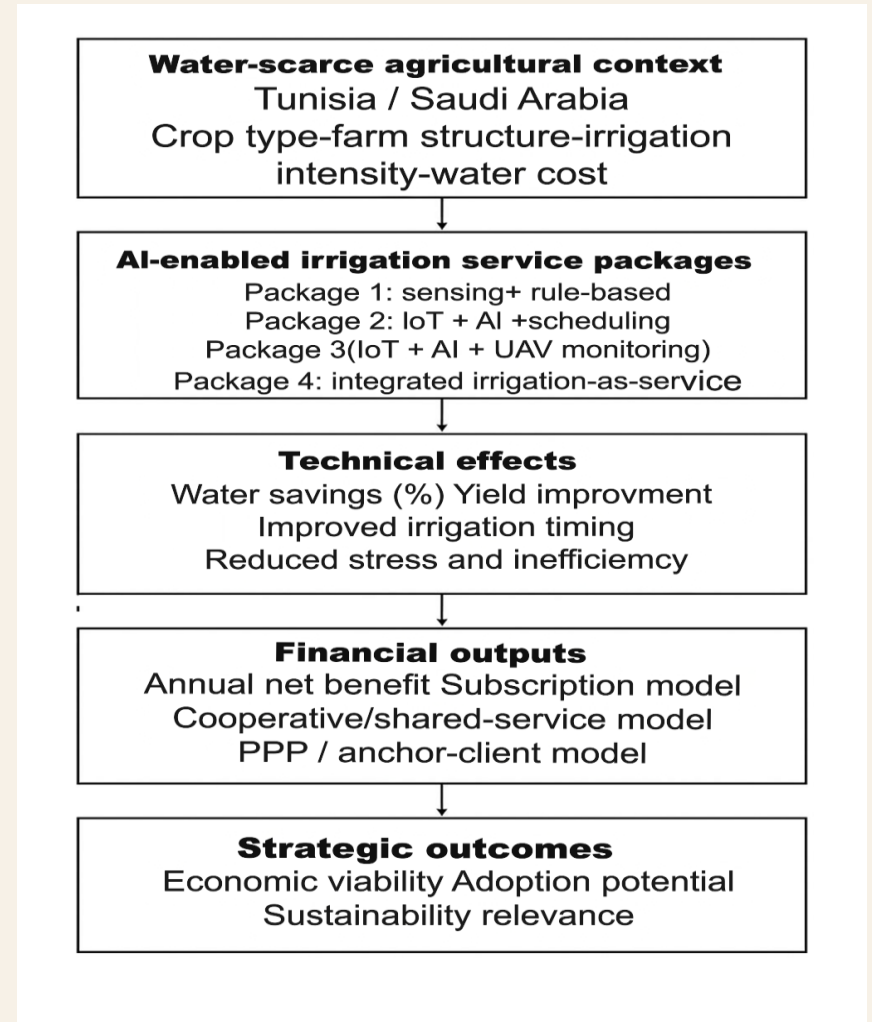 Water-scarce agricultural context
Tunisia / Saudi Arabia
Crop type-farm structure-irrigation
intensity-water cost
AI-enabled irrigation service packages
Package 1: sensing+ rule-based
Package 2: IoT + AI +scheduling
Package 3(IoT + AI + UAV monitoring)
Package 4: integrated irrigation-as-service
Technical effects
Water savings (%) Yield improvment
Improved irrigation timing
Reduced stress and inefficiemcy
Financial outputs
Annual net benefit Subscription model
Cooperative/shared-service model
PPP / anchor-client model
Strategic outcomes
Economic viability Adoption potential
Sustainability relevance